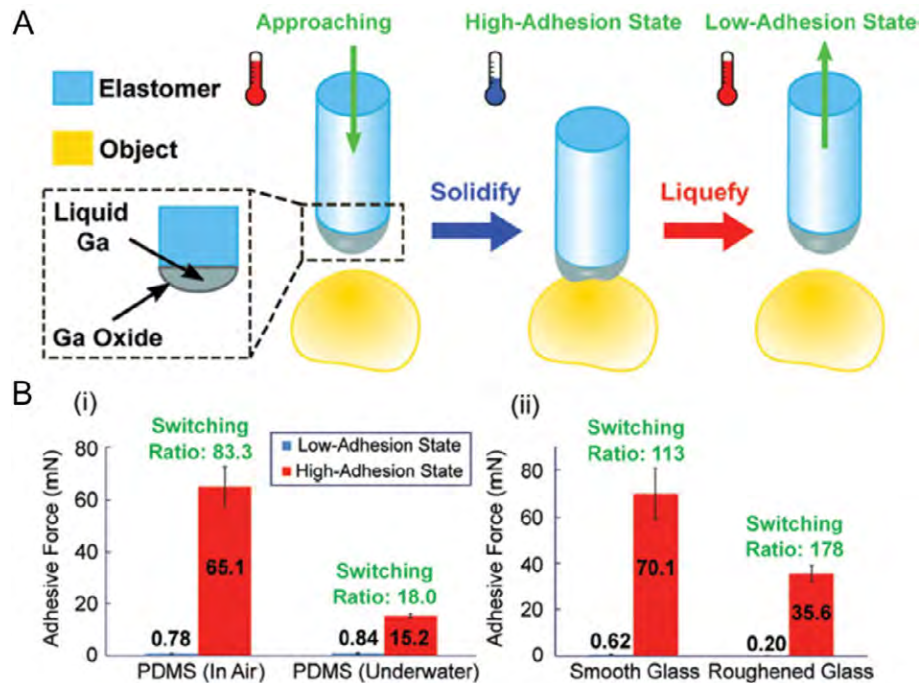 A
Approaching
High-Adhesion State
Low-Adhesion State
Elastomer
Object
Liquid
Ga
Ga Oxide
Solidify
Liquefy
B
(i)
Switching
Ratio: 83.3
Low-Adhesion State
High-Adhesion State
Switching
Ratio: 18.0
Adhesive Force (mN)
80
60
40
20
0
0.78
65.1
0.84
15.2
PDMS (In Air)
PDMS (Underwater)
(ii)
Switching
Ratio: 113
Switching
Ratio: 178
Adhesive Force (mN)
80
60
40
20
0
0.62
70.1
0.20
35.6
Smooth Glass
Roughened Glass